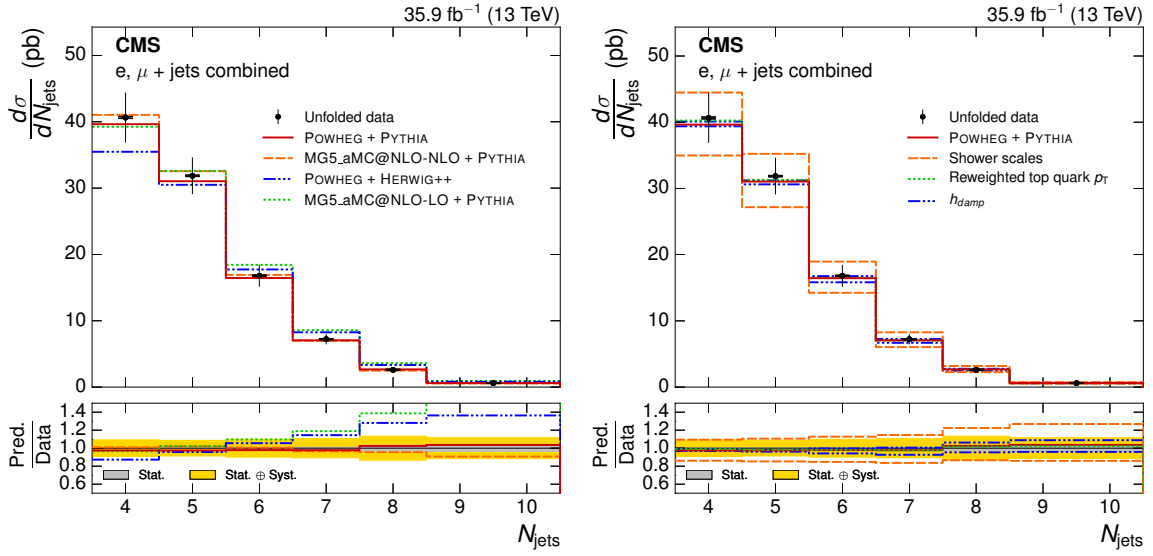 35.9 fb⁻¹ (13 TeV)
dσ/dN_jets (pb)
50
40
30
20
10
0
CMS
e, μ + jets combined
Unfolded data
POWHEG + PYTHIA
MG5_aMC@NLO-NLO + PYTHIA
POWHEG + HERWIG++
MG5_aMC@NLO-LO + PYTHIA
Pred.
Data
1.4
1.2
1.0
0.8
0.6
Stat.
Stat. ⊕ Syst.
4 5 6 7 8 9 10
N_jets
35.9 fb⁻¹ (13 TeV)
dσ/dN_jets (pb)
50
40
30
20
10
0
CMS
e, μ + jets combined
Unfolded data
POWHEG + PYTHIA
Shower scales
Reweighted top quark p_T
h_damp
Pred.
Data
1.4
1.2
1.0
0.8
0.6
Stat.
Stat. ⊕ Syst.
4 5 6 7 8 9 10
N_jets